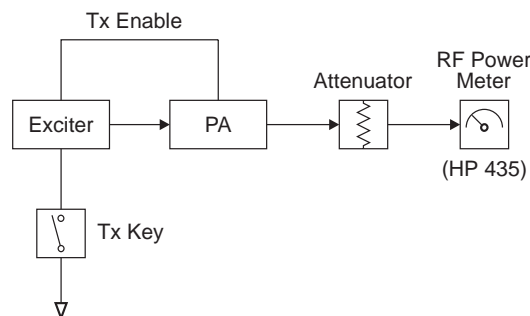 Tx Enable
RF Power
Meter
Attenuator
Exciter
PA
(HP 435)
Tx Key